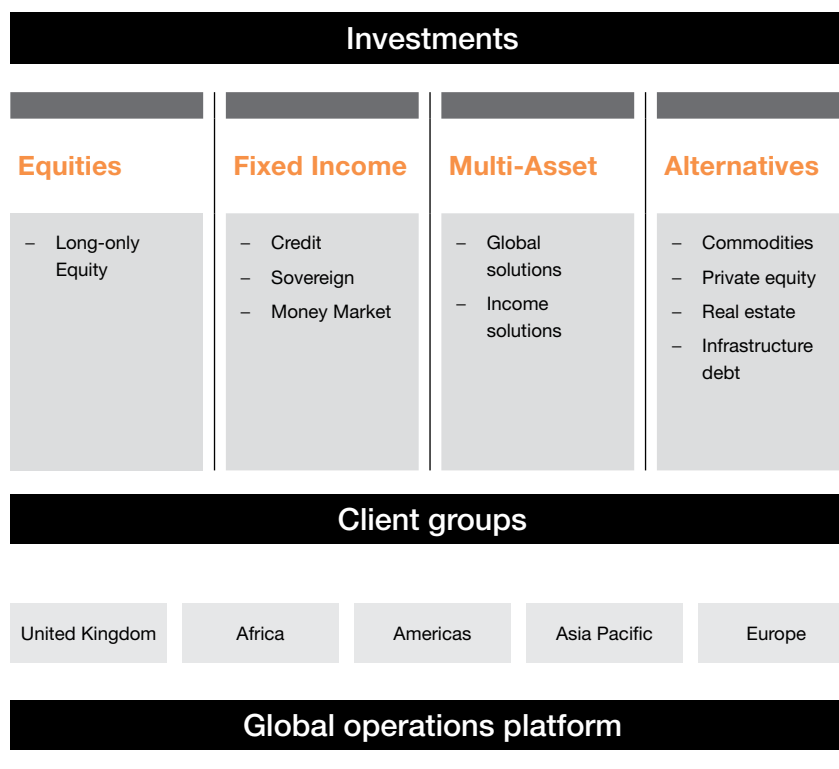 Investments
Equities
– Long-only
Equity
Fixed Income
– Credit
– Sovereign
– Money Market
Multi-Asset
– Global
solutions
– Income
solutions
Alternatives
– Commodities
– Private equity
– Real estate
– Infrastructure
debt
Client groups
United Kingdom
Africa
Americas
Asia Pacific
Europe
Global operations platform